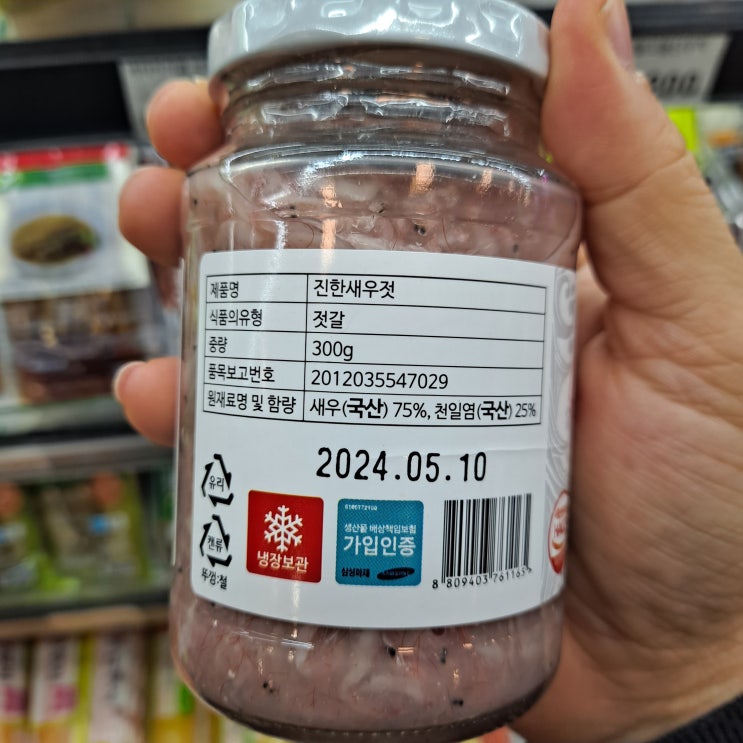 제품명 진한새우젓
식품의유형 젓갈
중량 300g
품목보고번호 2012035547029
원재료명 및 함량 새우(국산) 75%, 천일염(국산) 25%
2024.05.10
유리
캔류
뚜껑:철
냉장보관
생산물 배상책임보험
가입인증
삼성화재
8 809403 761165